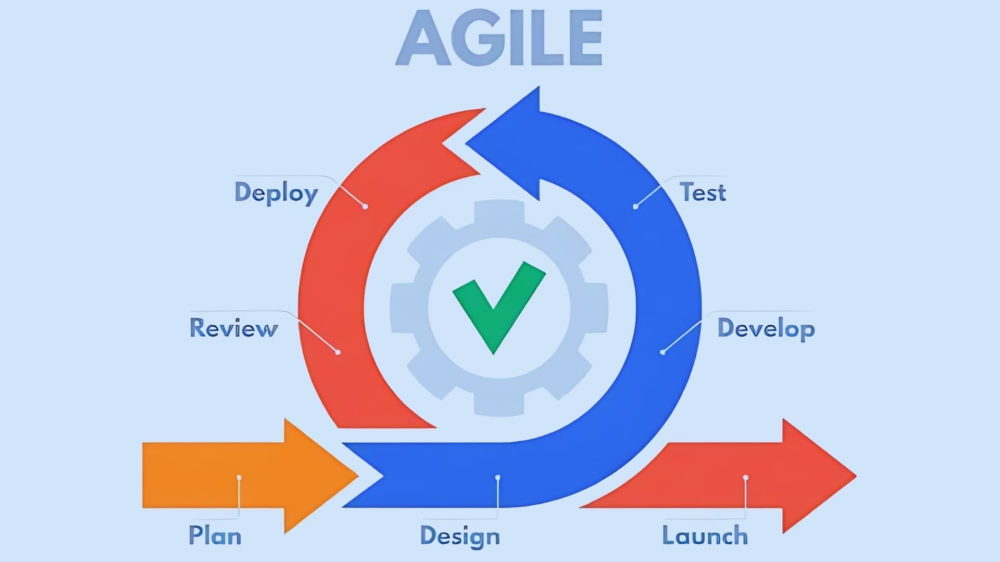 AGILE
Deploy
Test
Review
Develop
Plan
Design
Launch